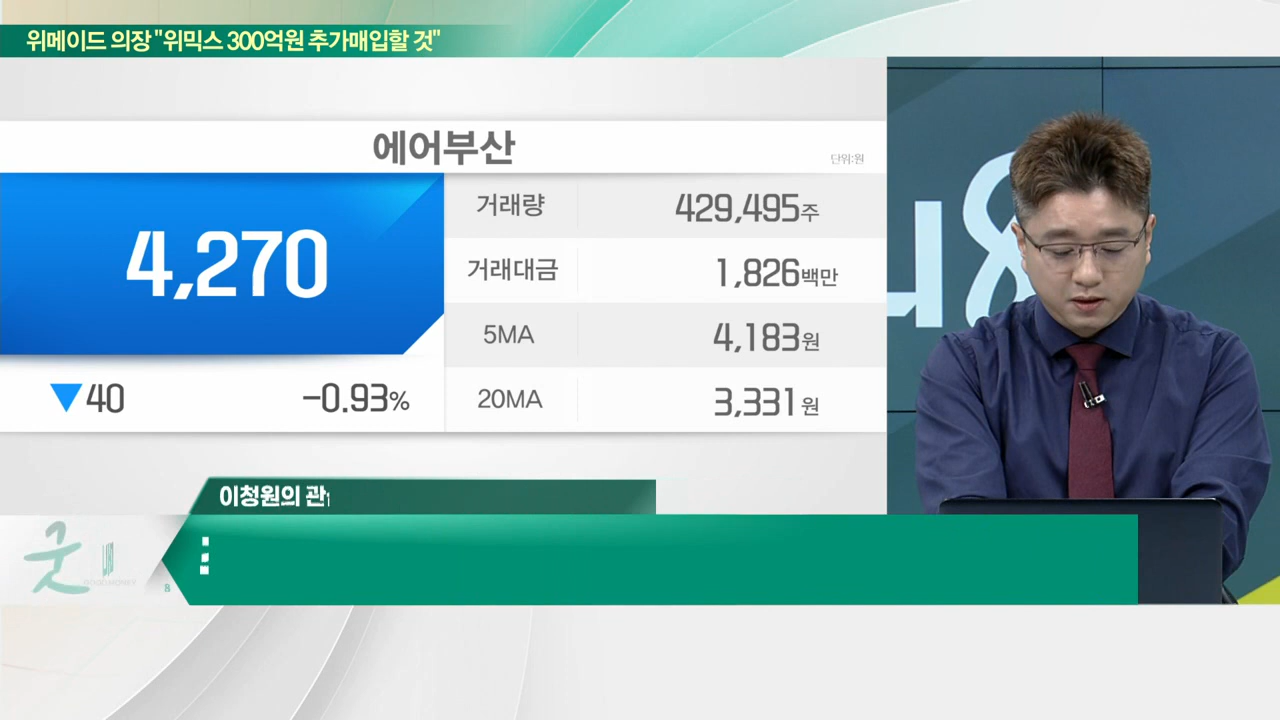 위메이드 의장 "위믹스 300억원 추가매입할 것"
에어부산
단위:원
4,270
▼40 -0.93%
거래량 429,495주
거래대금 1,826백만
5MA 4,183원
20MA 3,331원
이청원의 관
굿